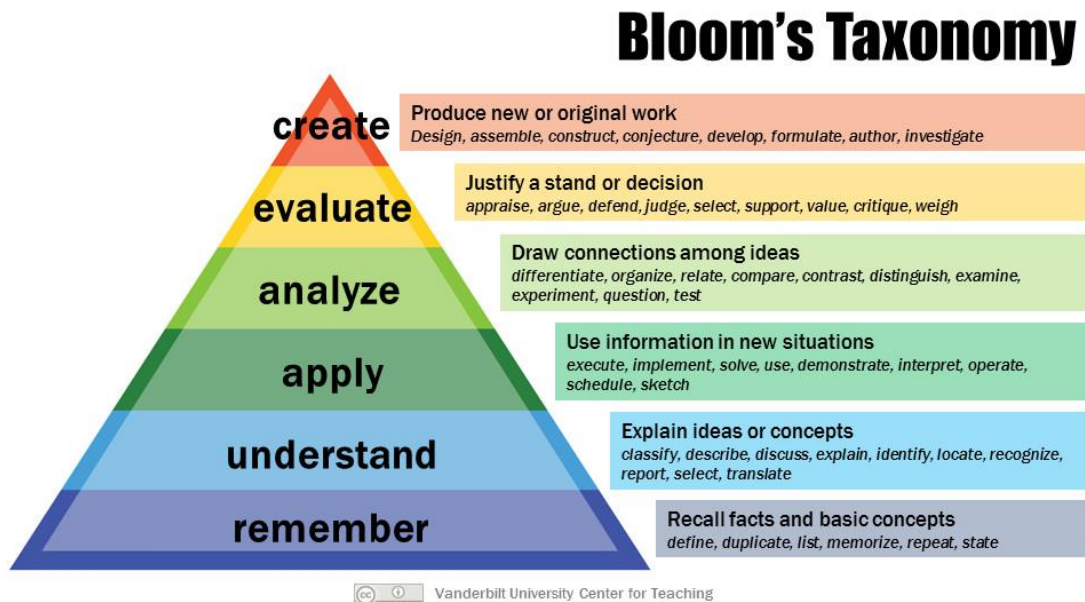 Bloom's Taxonomy
create
Produce new or original work
Design, assemble, construct, conjecture, develop, formulate, author, investigate
evaluate
Justify a stand or decision
appraise, argue, defend, judge, select, support, value, critique, weigh
analyze
Draw connections among ideas
differentiate, organize, relate, compare, contrast, distinguish, examine,
experiment, question, test
apply
Use information in new situations
execute, implement, solve, use, demonstrate, interpret, operate,
schedule, sketch
understand
Explain ideas or concepts
classify, describe, discuss, explain, identify, locate, recognize,
report, select, translate
remember
Recall facts and basic concepts
define, duplicate, list, memorize, repeat, state
cc Vanderbilt University Center for Teaching